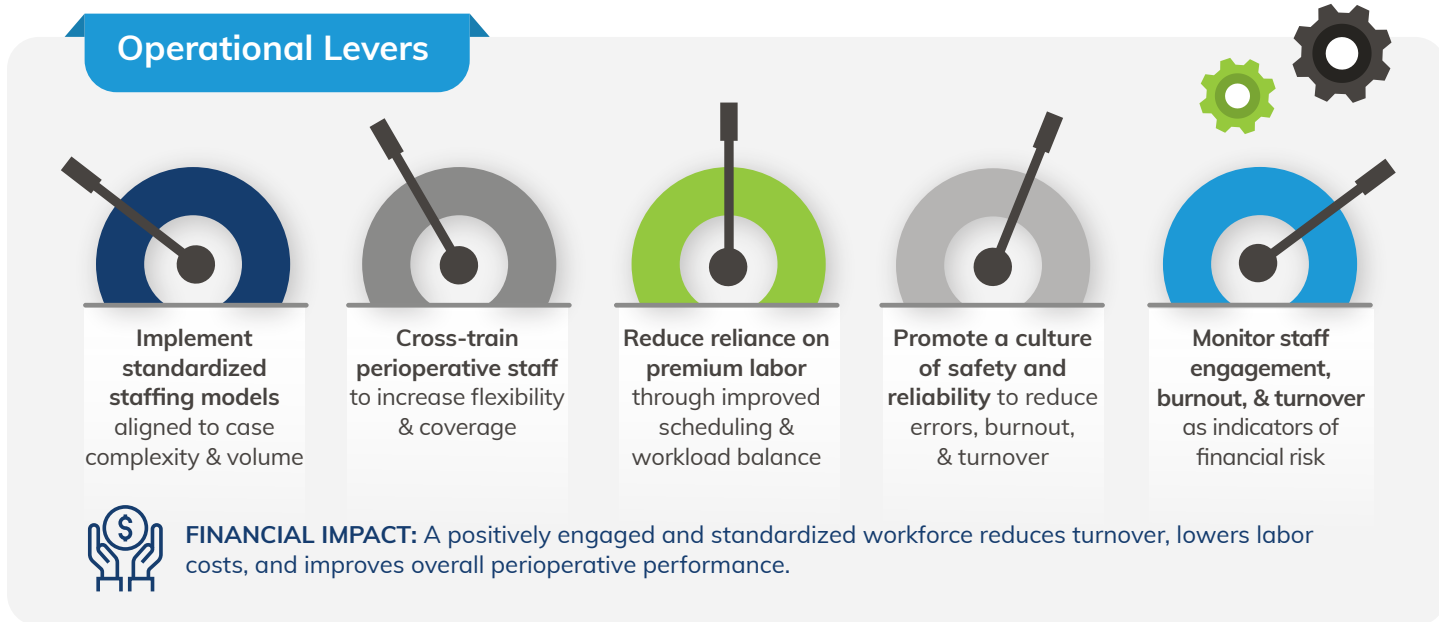 Operational Levers
Implement
standardized
staffing models
aligned to case
complexity & volume
Cross-train
perioperative staff
to increase flexibility
& coverage
Reduce reliance on
premium labor
through improved
scheduling &
workload balance
Promote a culture
of safety and
reliability to reduce
errors, burnout,
& turnover
Monitor staff
engagement,
burnout, & turnover
as indicators of
financial risk
$
FINANCIAL IMPACT: A positively engaged and standardized workforce reduces turnover, lowers labor
costs, and improves overall perioperative performance.